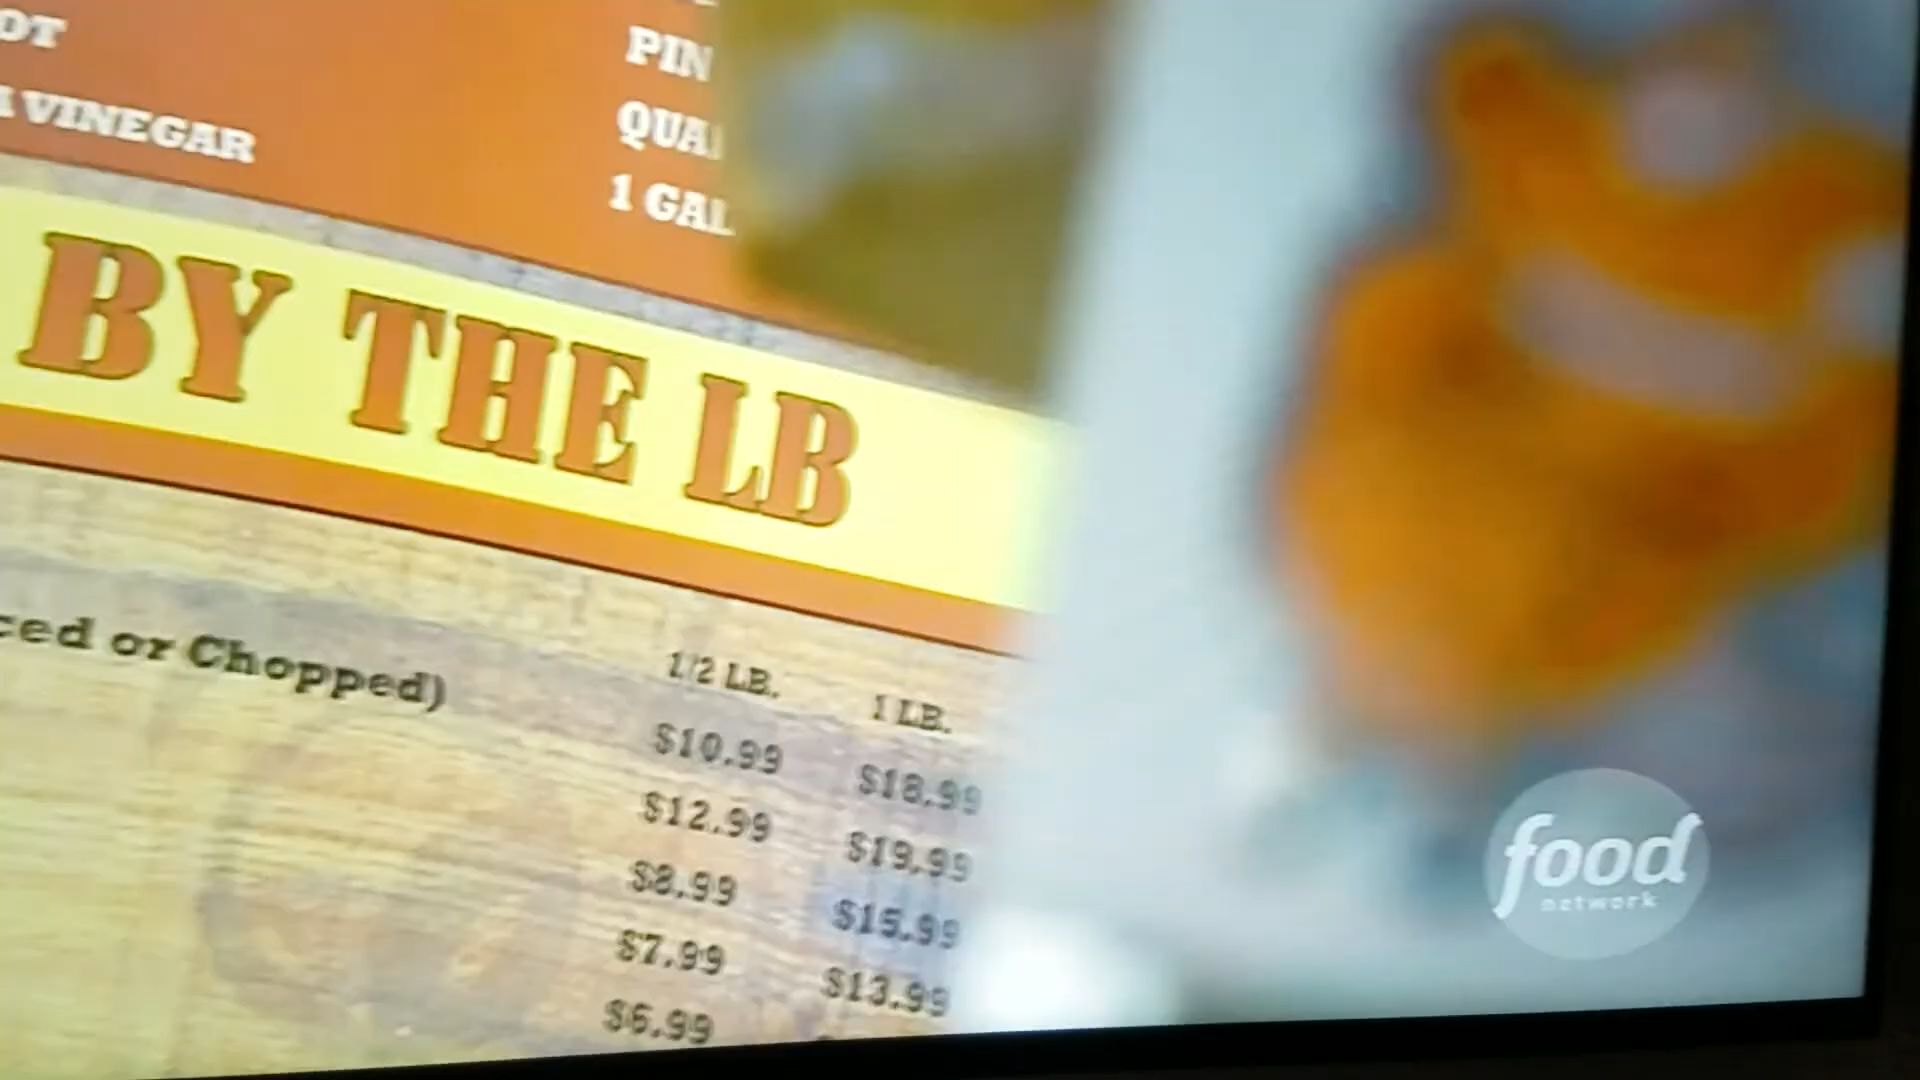 OT
VINEGAR
PIN
QUA
1 GAL
BY THE LB
ced or Chopped)
1/2 LB. 1 LB.
$10.99 $18.99
$12.99 $19.99
$8.99 $15.99
$7.99 $13.99
$6.99
food
network